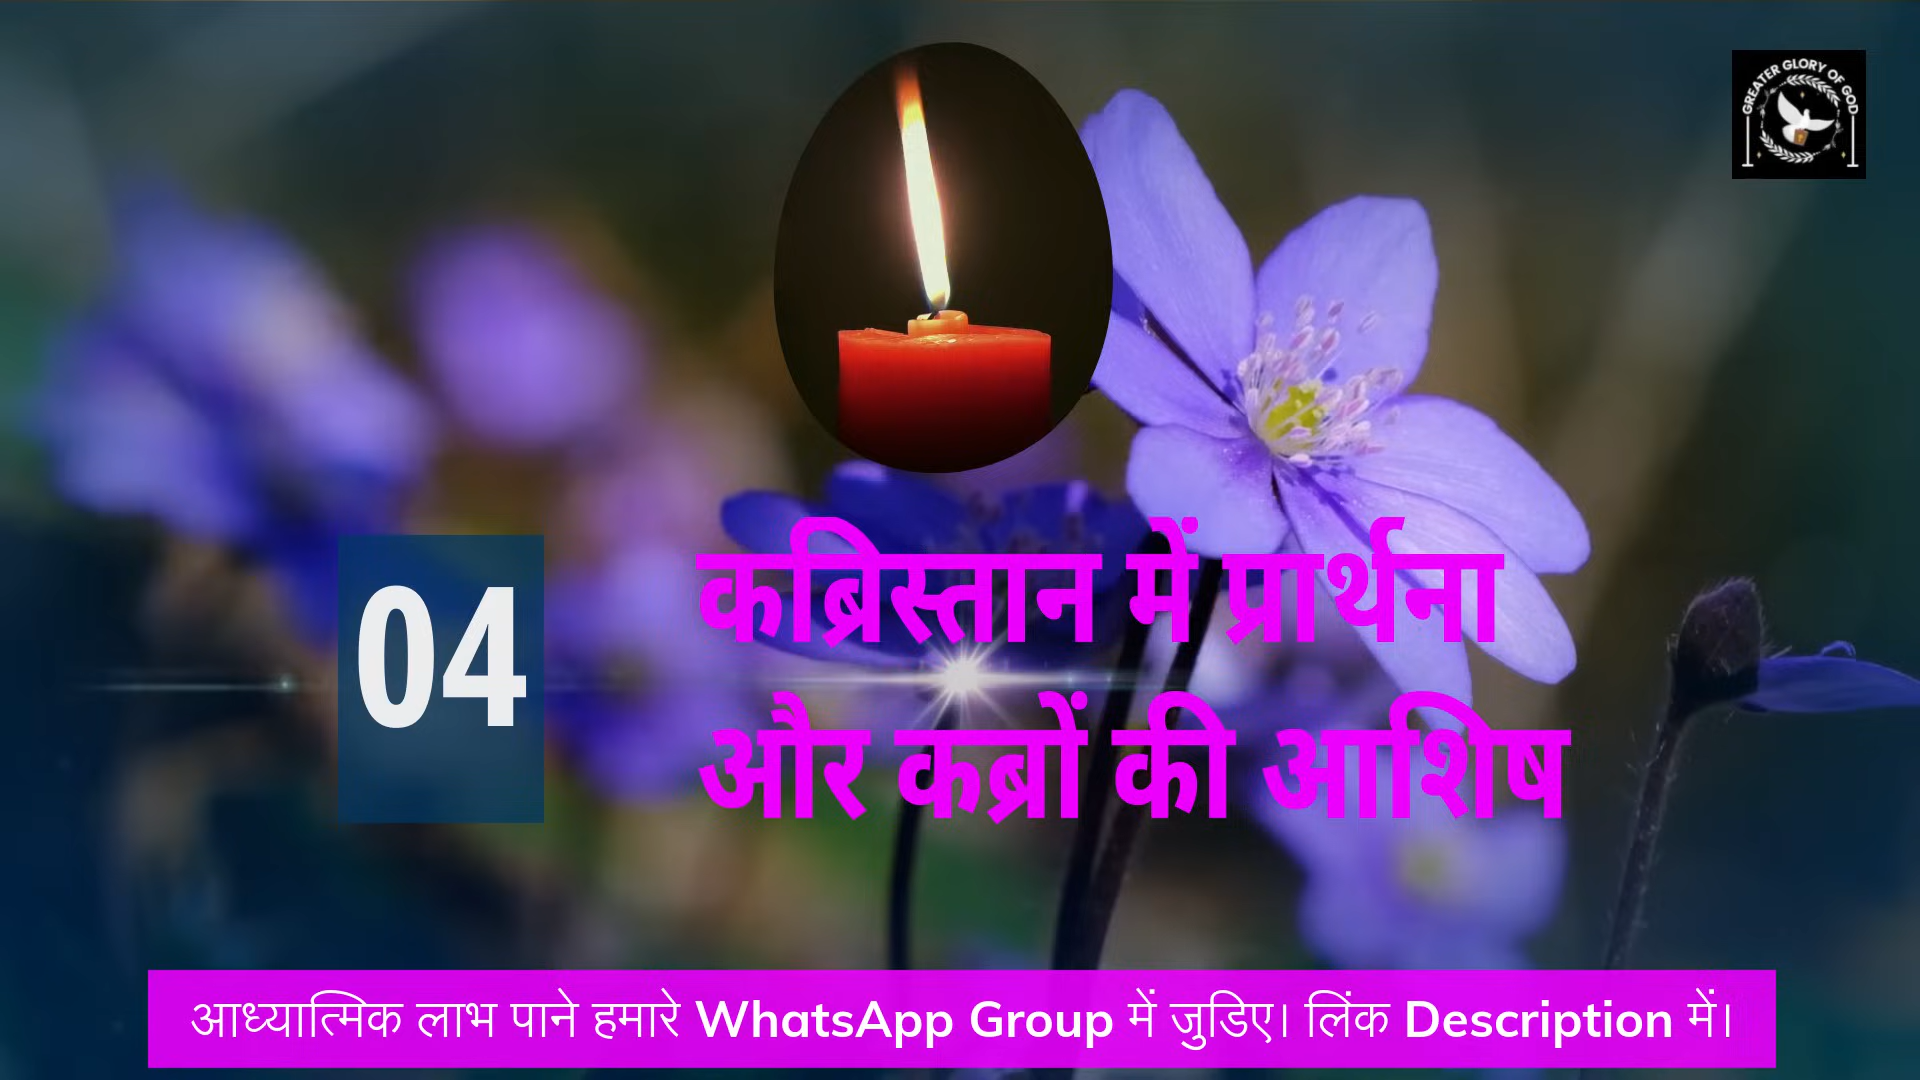 GREATER GLORY OF GOD
04
कब्रिस्तान में प्रार्थना
और कब्रों की आशिष
आध्यात्मिक लाभ पाने हमारे WhatsApp Group में जुडिए। लिंक Description में।